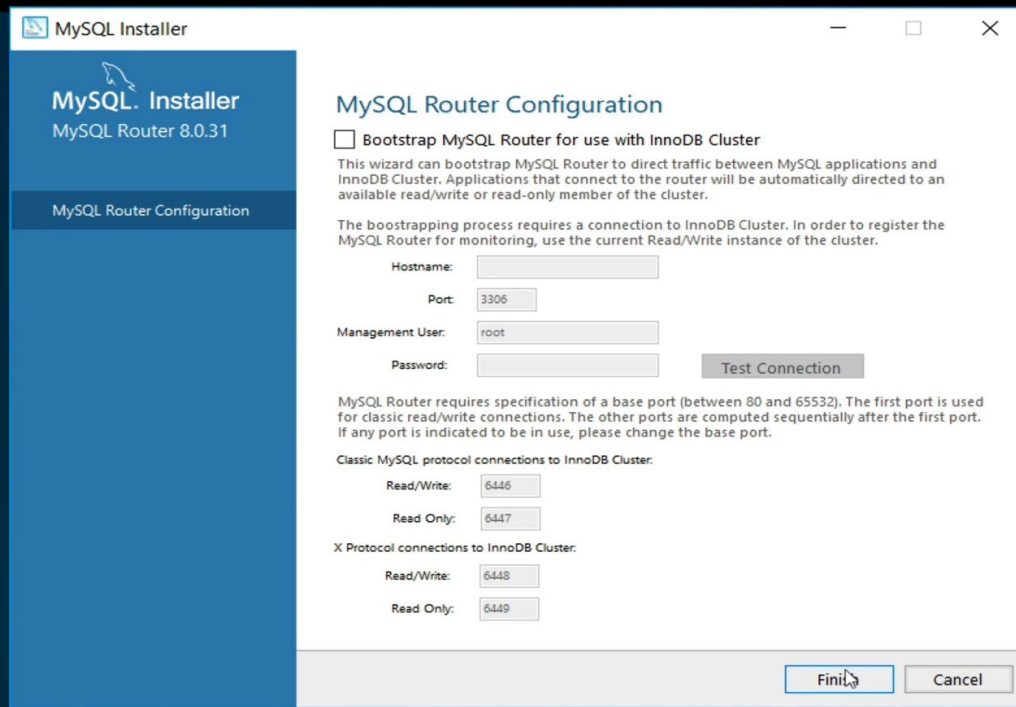 MySQL Installer
MySQL. Installer
MySQL Router 8.0.31
MySQL Router Configuration
MySQL Router Configuration
Bootstrap MySQL Router for use with InnoDB Cluster
This wizard can bootstrap MySQL Router to direct traffic between MySQL applications and
InnoDB Cluster. Applications that connect to the router will be automatically directed to an
available read/write or read-only member of the cluster.
The boostrapping process requires a connection to InnoDB Cluster. In order to register the
MySQL Router for monitoring, use the current Read/Write instance of the cluster.
Hostname:
Port: 3306
Management User: root
Password:
Test Connection
MySQL Router requires specification of a base port (between 80 and 65532). The first port is used
for classic read/write connections. The other ports are computed sequentially after the first port.
If any port is indicated to be in use, please change the base port.
Classic MySQL protocol connections to InnoDB Cluster:
Read/Write: 6446
Read Only: 6447
X Protocol connections to InnoDB Cluster:
Read/Write: 6448
Read Only: 6449
Finish Cancel